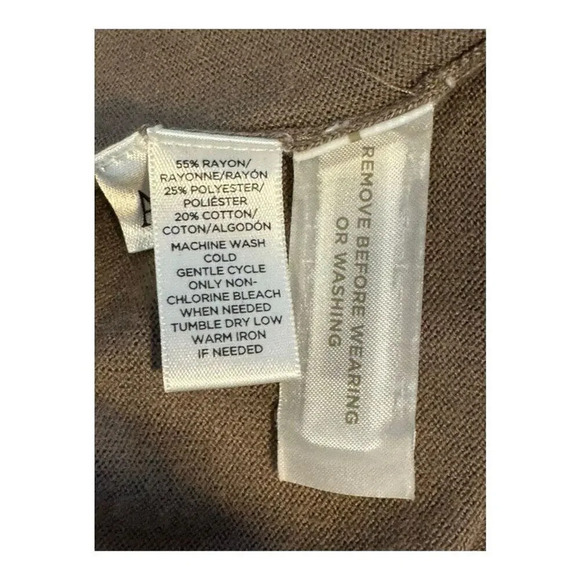 55% RAYON/
RAYONNE/RAYÓN
25% POLYESTER/
POLIÉSTER
20% COTTON/
COTON/ALGODÓN
MACHINE WASH
COLD
GENTLE CYCLE
ONLY NON-
CHLORINE BLEACH
WHEN NEEDED
TUMBLE DRY LOW
WARM IRON
IF NEEDED
REMOVE BEFORE WEARING
OR WASHING